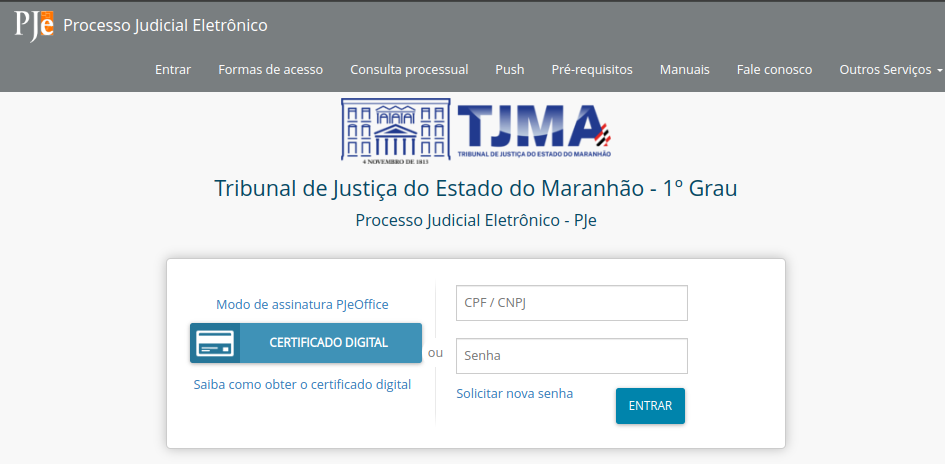 PJe Processo Judicial Eletrônico
Entrar Formas de acesso Consulta processual Push Pré-requisitos Manuais Fale conosco Outros Serviços
TJMA
TRIBUNAL DE JUSTIÇA DO ESTADO DO MARANHÃO
4 NOVEMBRO DE 1813
Tribunal de Justiça do Estado do Maranhão - 1º Grau
Processo Judicial Eletrônico - PJe
Modo de assinatura PJeOffice
CERTIFICADO DIGITAL
Saiba como obter o certificado digital
ou
CPF / CNPJ
Senha
Solicitar nova senha
ENTRAR